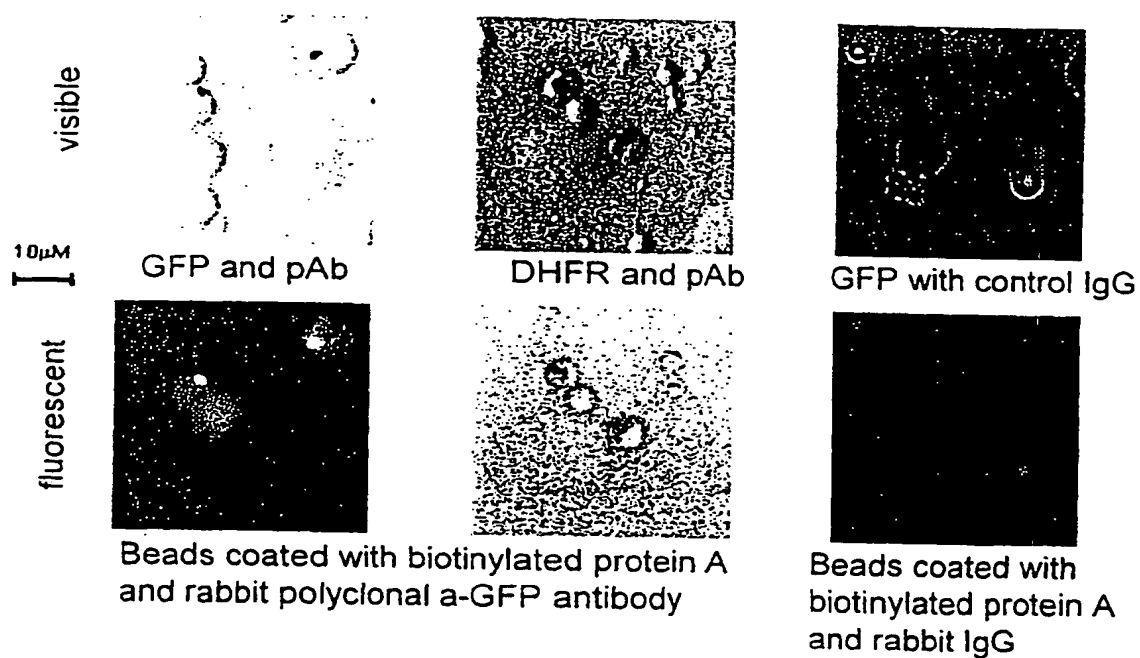 visible
10μM
GFP and pAb
DHFR and pAb
GFP with control IgG
fluorescent
Beads coated with biotinylated protein A
and rabbit polyclonal a-GFP antibody
Beads coated with
biotinylated protein A
and rabbit IgG